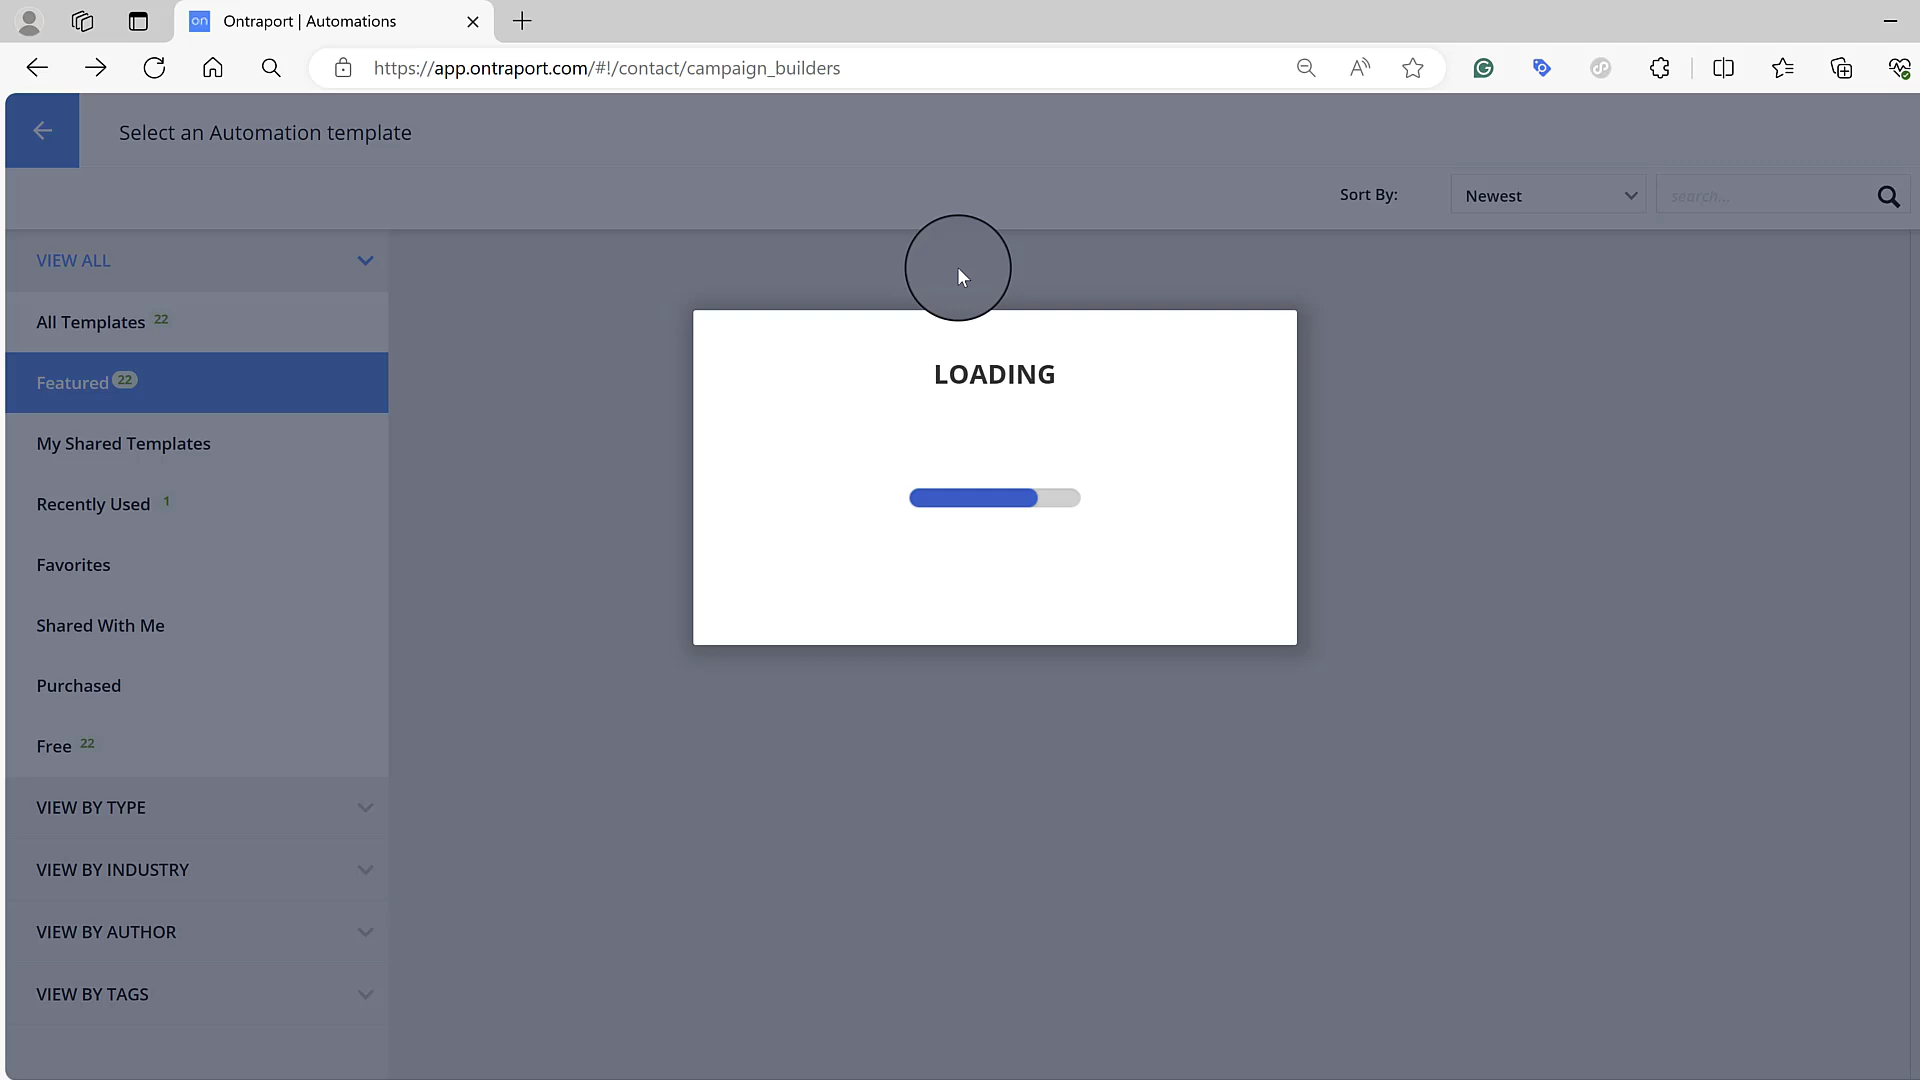 on Ontraport | Automations
https://app.ontraport.com/#!/contact/campaign_builders
Select an Automation template
Sort By:
Newest
search...
VIEW ALL
All Templates 22
Featured 22
My Shared Templates
Recently Used 1
Favorites
Shared With Me
Purchased
Free 22
VIEW BY TYPE
VIEW BY INDUSTRY
VIEW BY AUTHOR
VIEW BY TAGS
LOADING